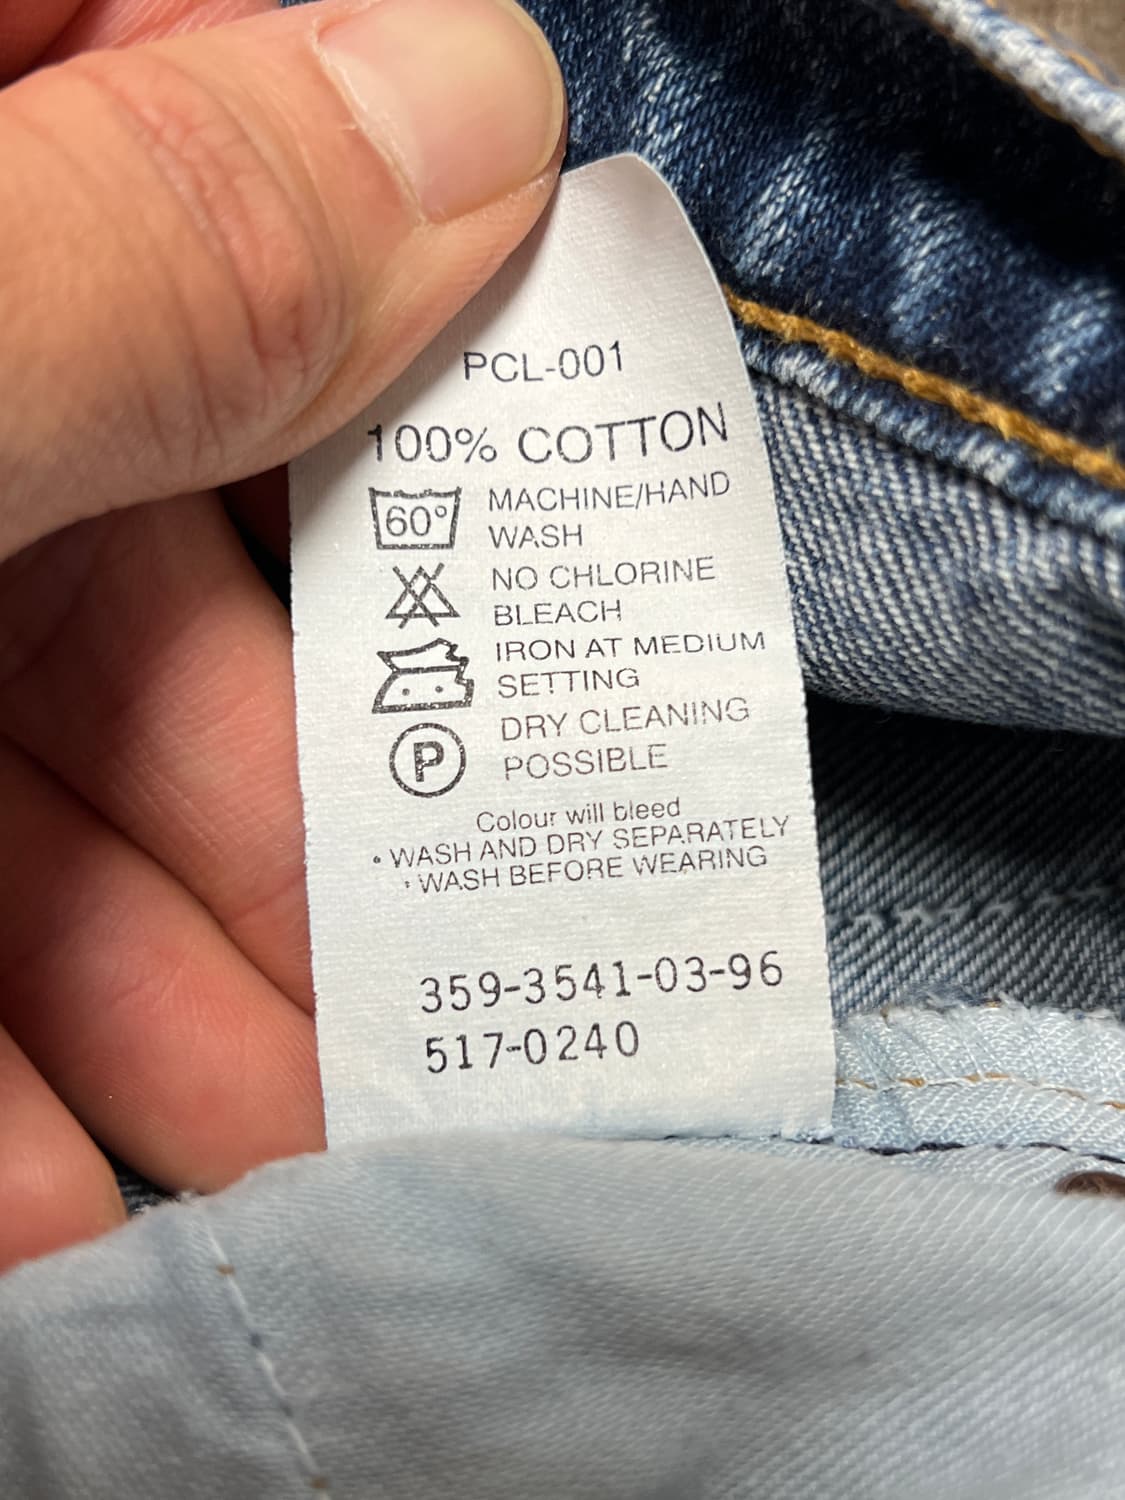 PCL-001
100% COTTON
60° MACHINE/HAND
WASH
NO CHLORINE
BLEACH
IRON AT MEDIUM
SETTING
DRY CLEANING
P POSSIBLE
Colour will bleed
• WASH AND DRY SEPARATELY
• WASH BEFORE WEARING
359-3541-03-96
517-0240